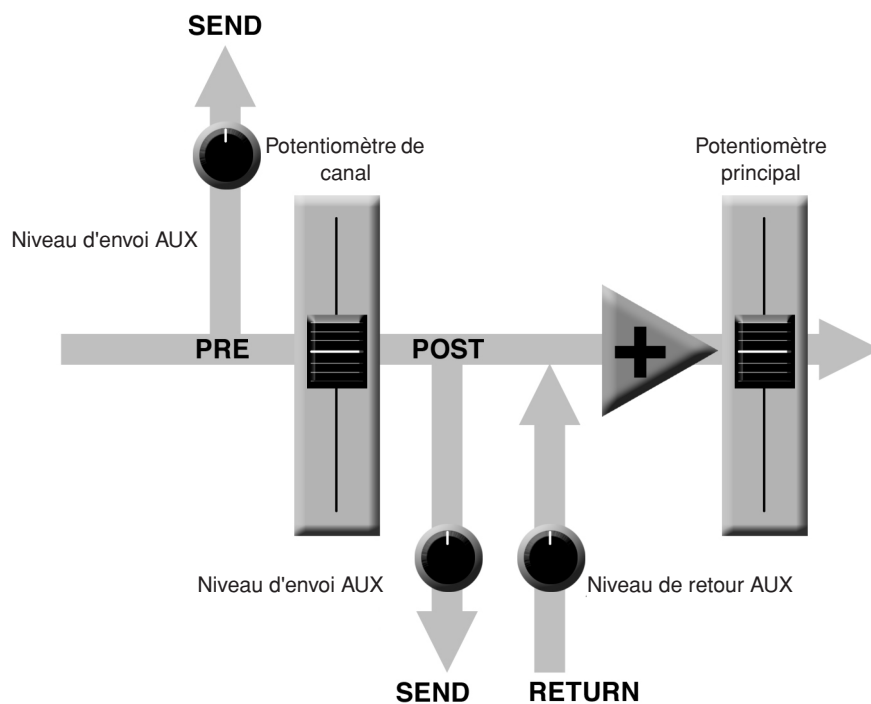 SEND
Potentiomètre de
canal
Potentiomètre
principal
Niveau d'envoi AUX
PRE
POST
Niveau d'envoi AUX
Niveau de retour AUX
SEND
RETURN